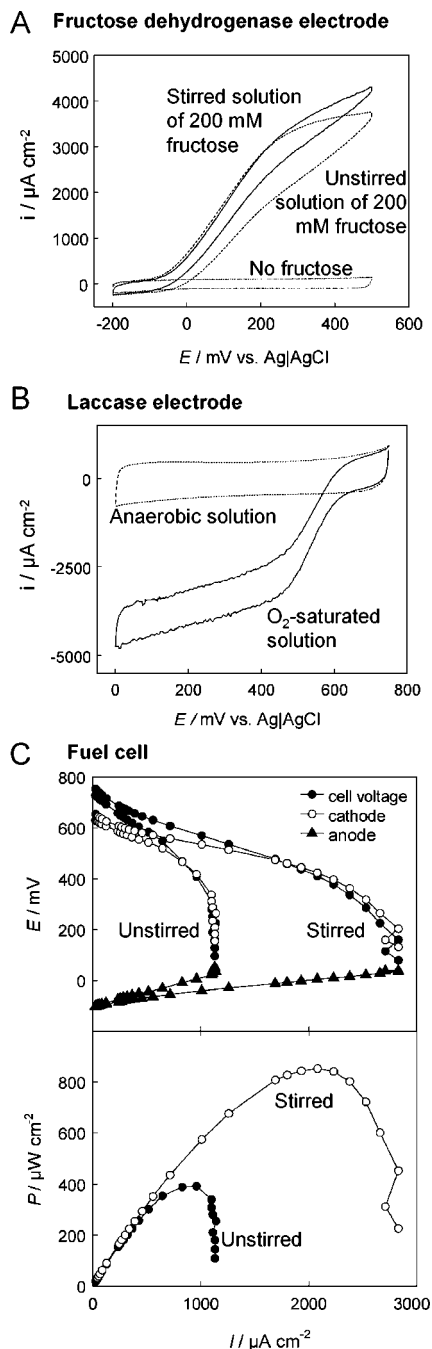 A Fructose dehydrogenase electrode
5000
4000
3000
2000
1000
0
i / μA cm⁻²
Stirred solution
of 200 mM
fructose
Unstirred
solution of 200
mM fructose
No fructose
-200 0 200 400 600
E / mV vs. Ag|AgCl
B Laccase electrode
0
-2500
-5000
i / μA cm⁻²
Anaerobic solution
O₂-saturated
solution
0 200 400 600 800
E / mV vs. Ag|AgCl
C Fuel cell
800
600
400
200
0
E / mV
cell voltage
cathode
anode
Unstirred
Stirred
800
600
400
200
0
P / μW cm⁻²
Stirred
Unstirred
0 1000 2000 3000
I / μA cm⁻²